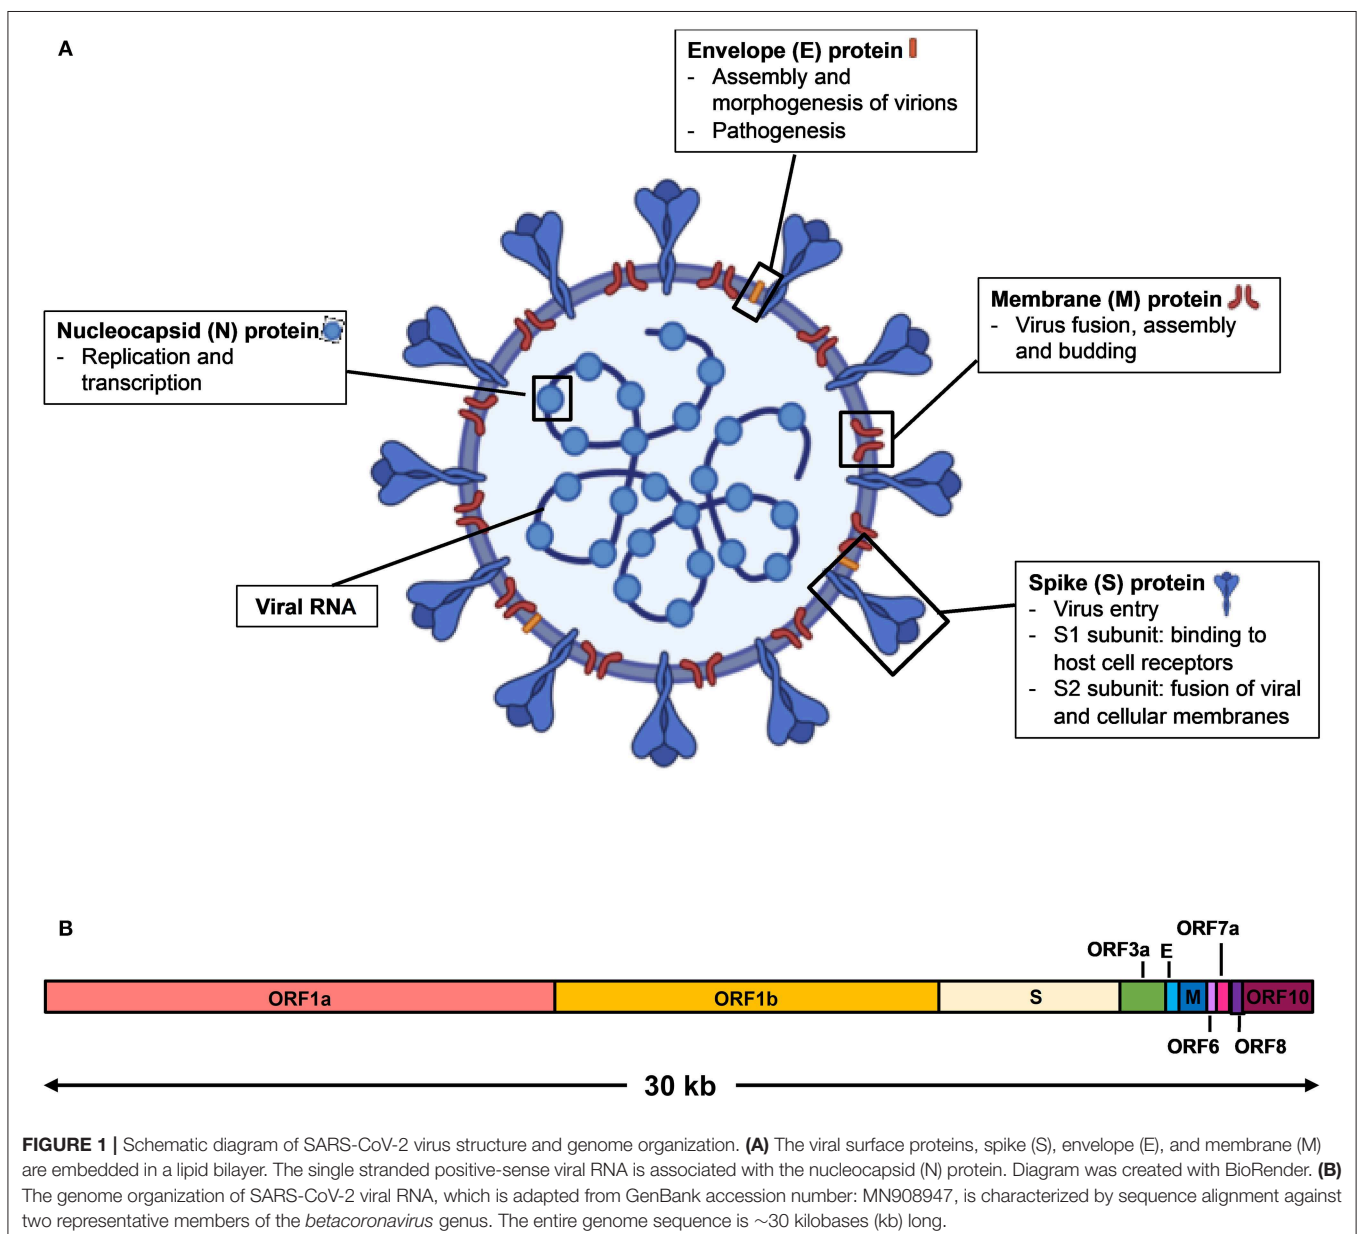 A
Envelope (E) protein
- Assembly and
morphogenesis of virions
- Pathogenesis
Nucleocapsid (N) protein
- Replication and
transcription
Membrane (M) protein
- Virus fusion, assembly
and budding
Viral RNA
Spike (S) protein
- Virus entry
- S1 subunit: binding to
host cell receptors
- S2 subunit: fusion of viral
and cellular membranes
B
ORF7a
ORF3a E
ORF1a ORF1b S M ORF10
ORF6 ORF8
30 kb
FIGURE 1 | Schematic diagram of SARS-CoV-2 virus structure and genome organization. (A) The viral surface proteins, spike (S), envelope (E), and membrane (M)
are embedded in a lipid bilayer. The single stranded positive-sense viral RNA is associated with the nucleocapsid (N) protein. Diagram was created with BioRender. (B)
The genome organization of SARS-CoV-2 viral RNA, which is adapted from GenBank accession number: MN908947, is characterized by sequence alignment against
two representative members of the betacoronavirus genus. The entire genome sequence is ~30 kilobases (kb) long.